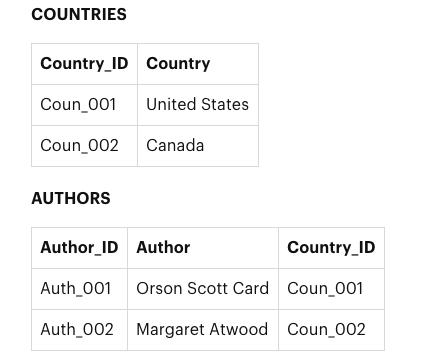 COUNTRIES
Country_ID Country
Coun_001 United States
Coun_002 Canada
AUTHORS
Author_ID Author Country_ID
Auth_001 Orson Scott Card Coun_001
Auth_002 Margaret Atwood Coun_002